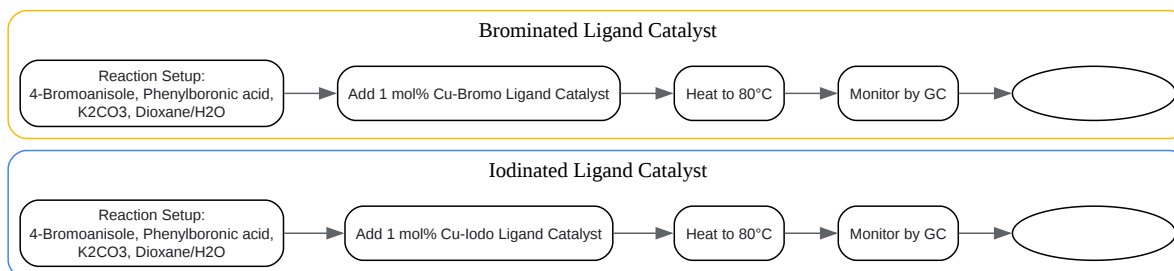 Brominated Ligand Catalyst
Reaction Setup:
4-Bromoanisole, Phenylboronic acid,
K2CO3, Dioxane/H2O
Add 1 mol% Cu-Bromo Ligand Catalyst
Heat to 80°C
Monitor by GC
Iodinated Ligand Catalyst
Reaction Setup:
4-Bromoanisole, Phenylboronic acid,
K2CO3, Dioxane/H2O
Add 1 mol% Cu-Iodo Ligand Catalyst
Heat to 80°C
Monitor by GC